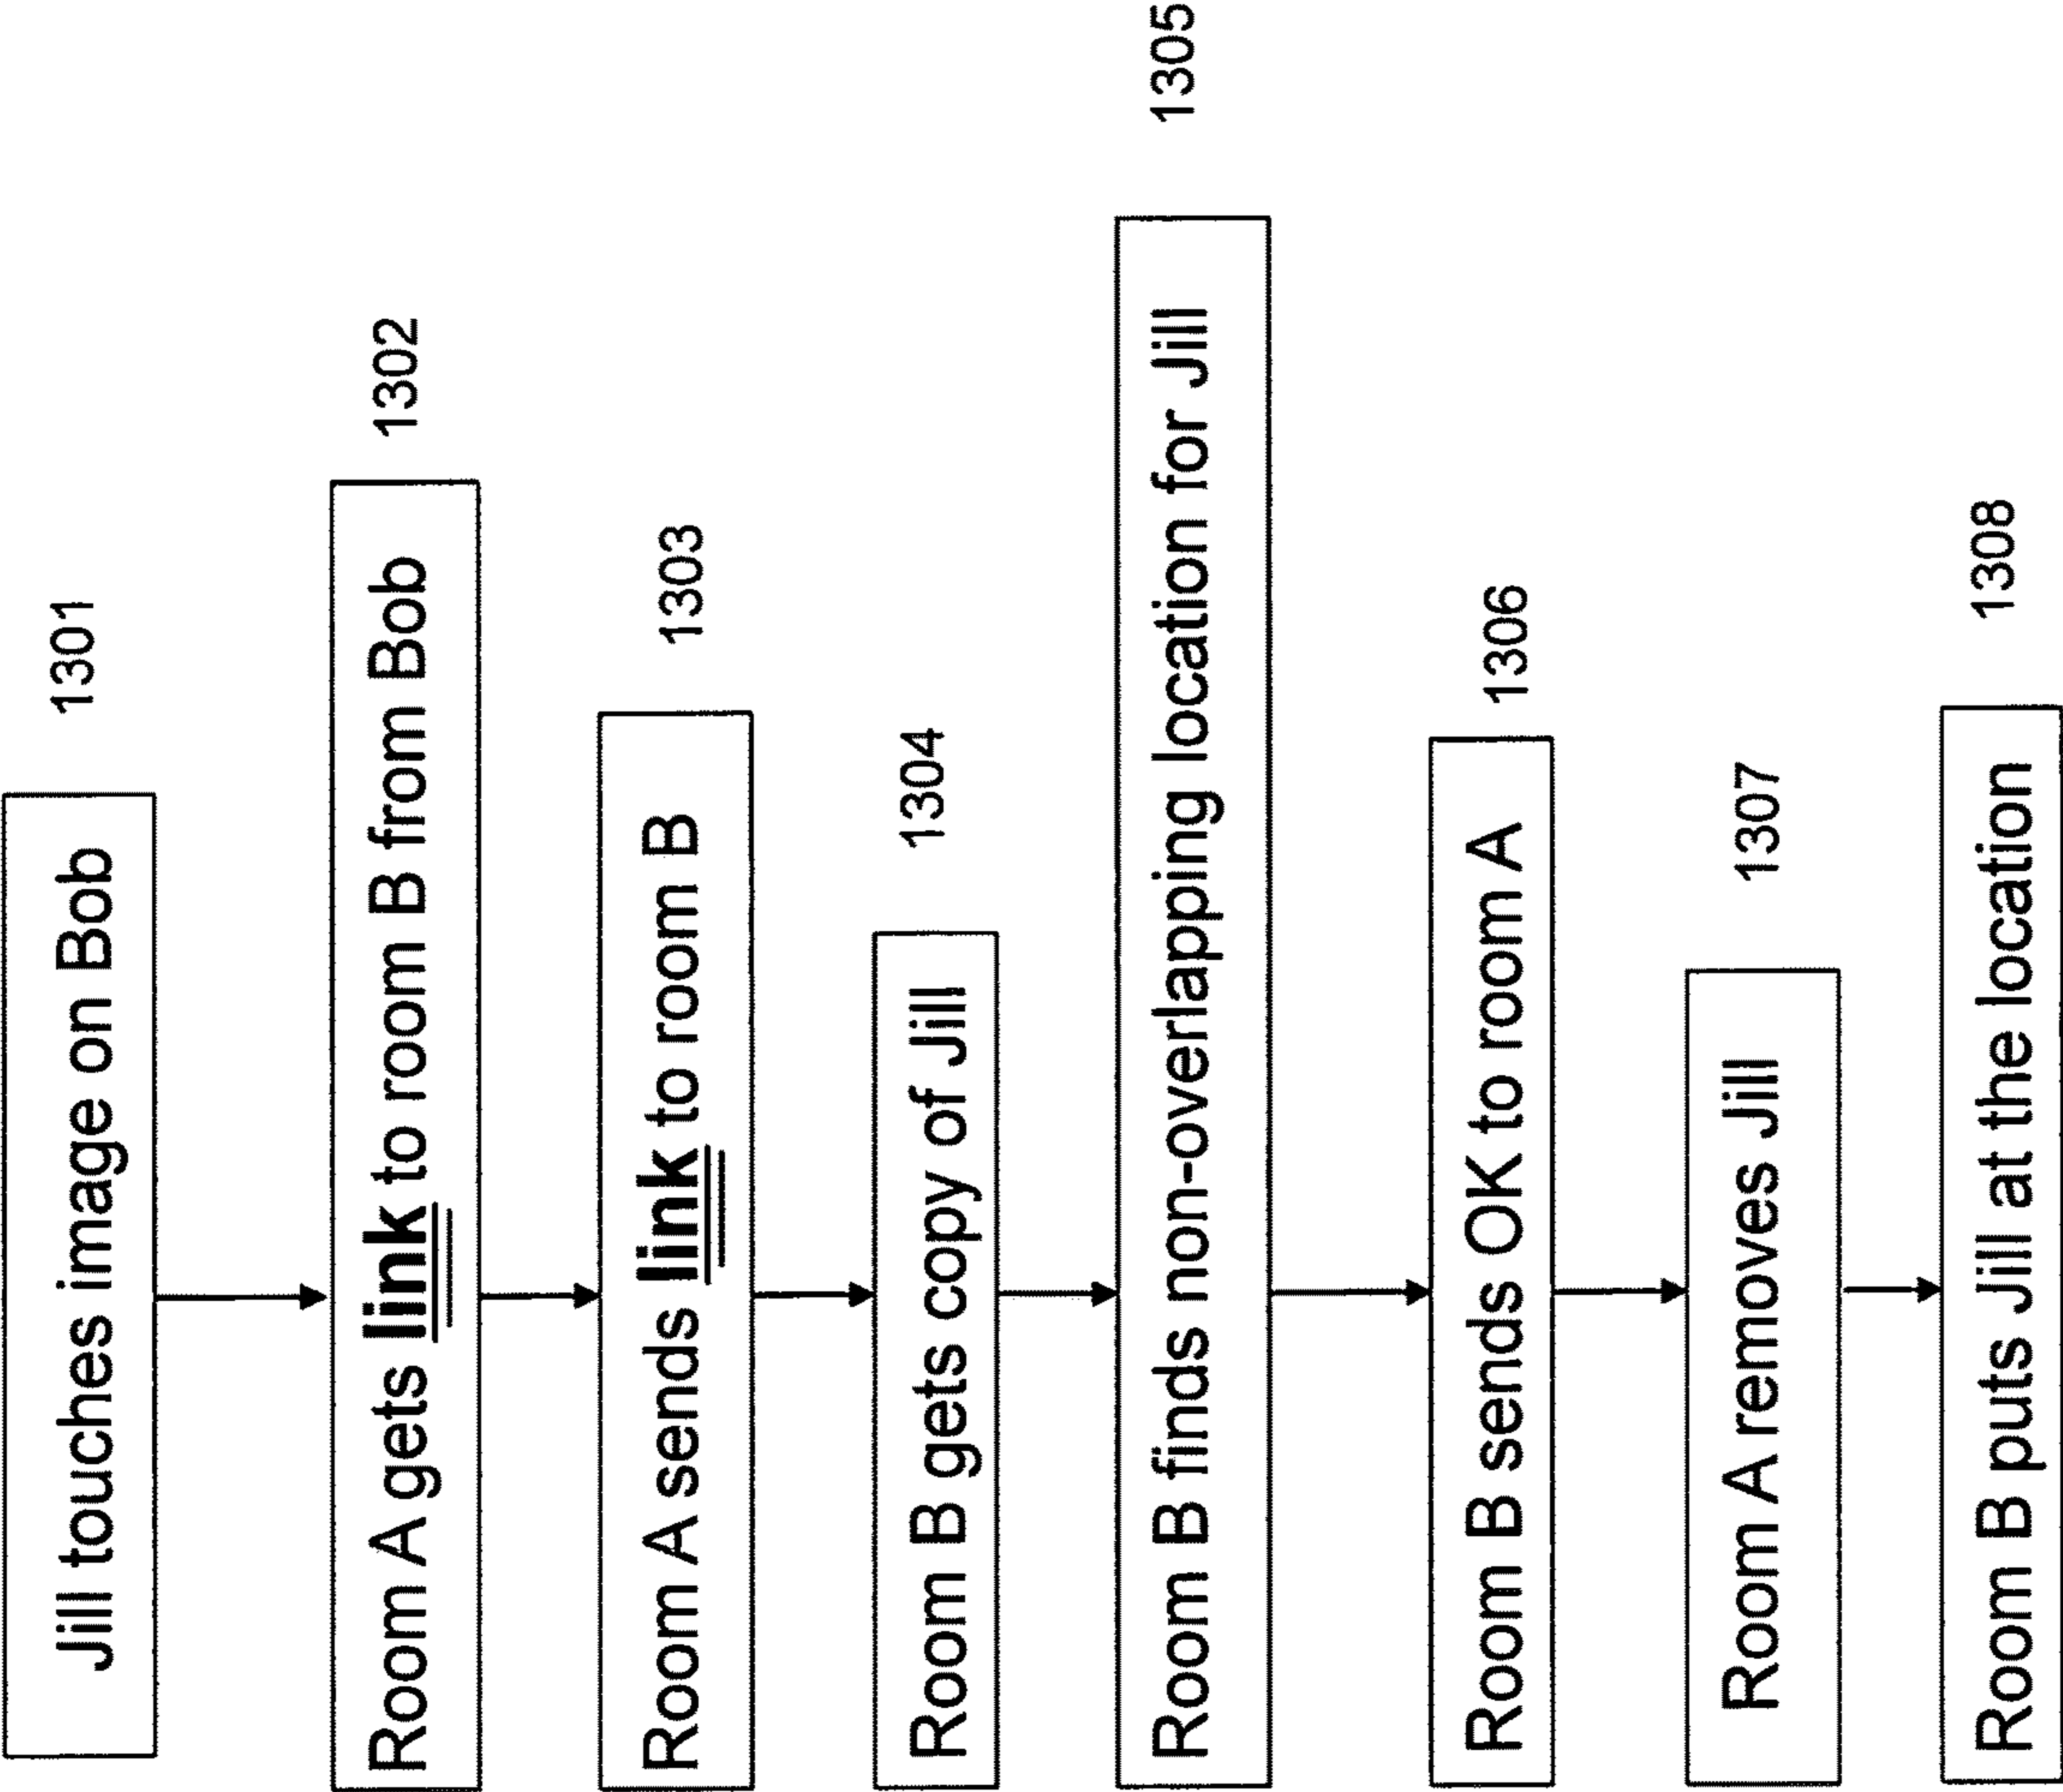 Jill touches image on Bob 1301
Room A gets link to room B from Bob 1302
Room A sends link to room B 1303
Room B gets copy of Jill 1304
Room B finds non-overlapping location for Jill 1305
Room B sends OK to room A 1306
Room A removes Jill 1307
Room B puts Jill at the location 1308